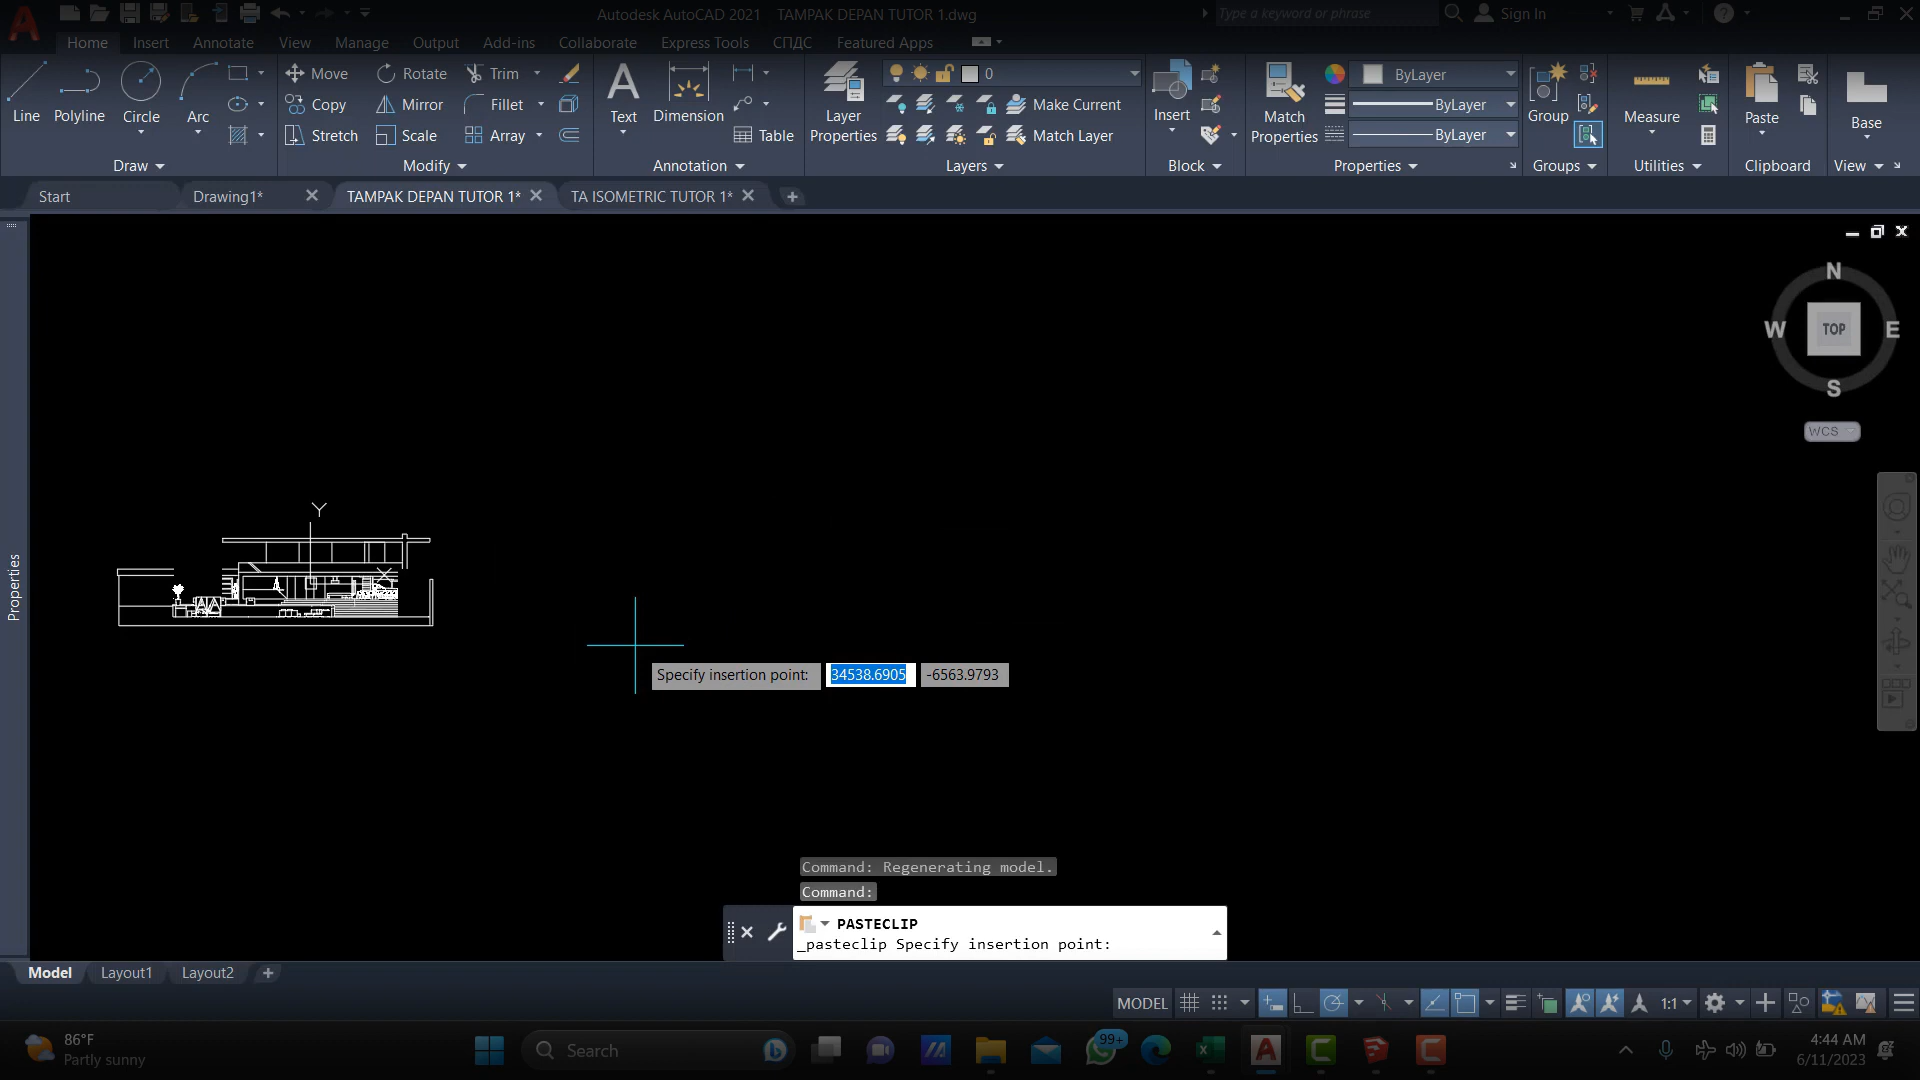 Autodesk AutoCAD 2021 TAMPAK DEPAN TUTOR 1.dwg
Type a keyword or phrase
Sign In
Home Insert Annotate View Manage Output Add-ins Collaborate Express Tools СПДС Featured Apps
Line Polyline Circle Arc
Draw
Move Rotate Trim
Copy Mirror Fillet
Stretch Scale Array
Modify
Text Dimension Table
Annotation
Layer Properties
0
Make Current
Match Layer
Layers
Insert
Block
Match Properties
ByLayer
ByLayer
ByLayer
Properties
Group
Groups
Measure
Utilities
Paste
Clipboard
Base
View
Start Drawing1* TAMPAK DEPAN TUTOR 1* TA ISOMETRIC TUTOR 1*
N
W TOP E
S
WCS
Y
X
Properties
Specify insertion point: 34538.6905 -6563.9793
Command: Regenerating model.
Command:
PASTECLIP
_pasteclip Specify insertion point:
Model Layout1 Layout2
MODEL 1:1
86°F
Partly sunny
Search
99+
4:44 AM
6/11/2023